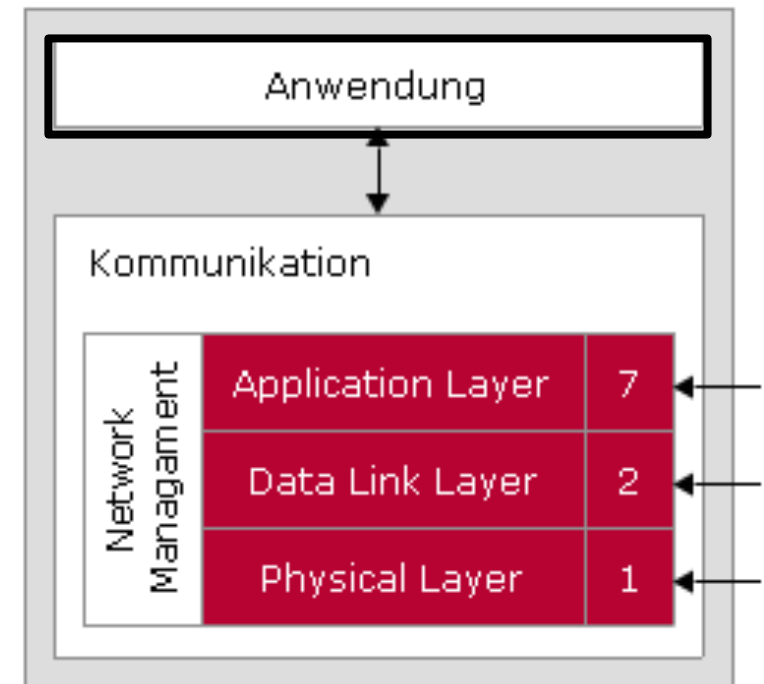 Anwendung
Kommunikation
Network
Managament
Application Layer 7
Data Link Layer 2
Physical Layer 1